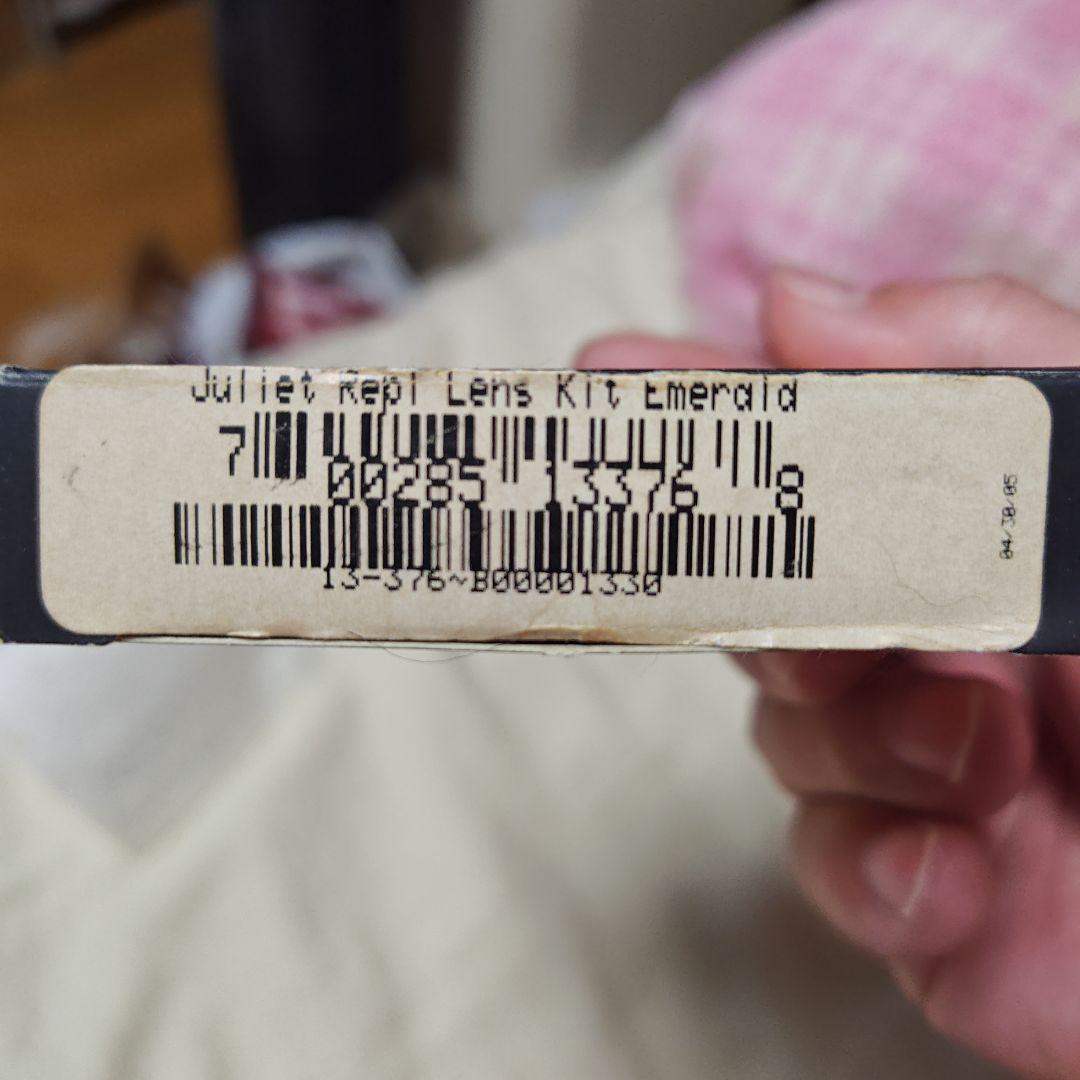 Juliet Repl Lens Kit Emerald
7 00285 13376 8
13-376~B00001330
04/30/05